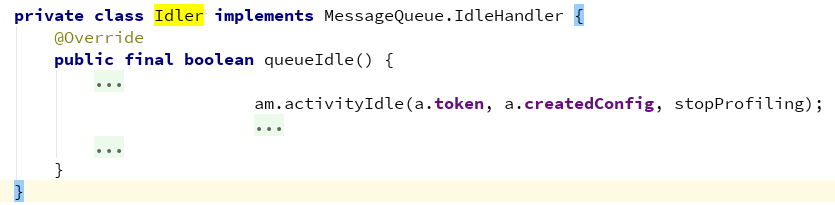 private class Idler implements MessageQueue.IdleHandler {
@Override
public final boolean queueIdle() {
...
am.activityIdle(a.token, a.createdConfig, stopProfiling);
...
...
}
}